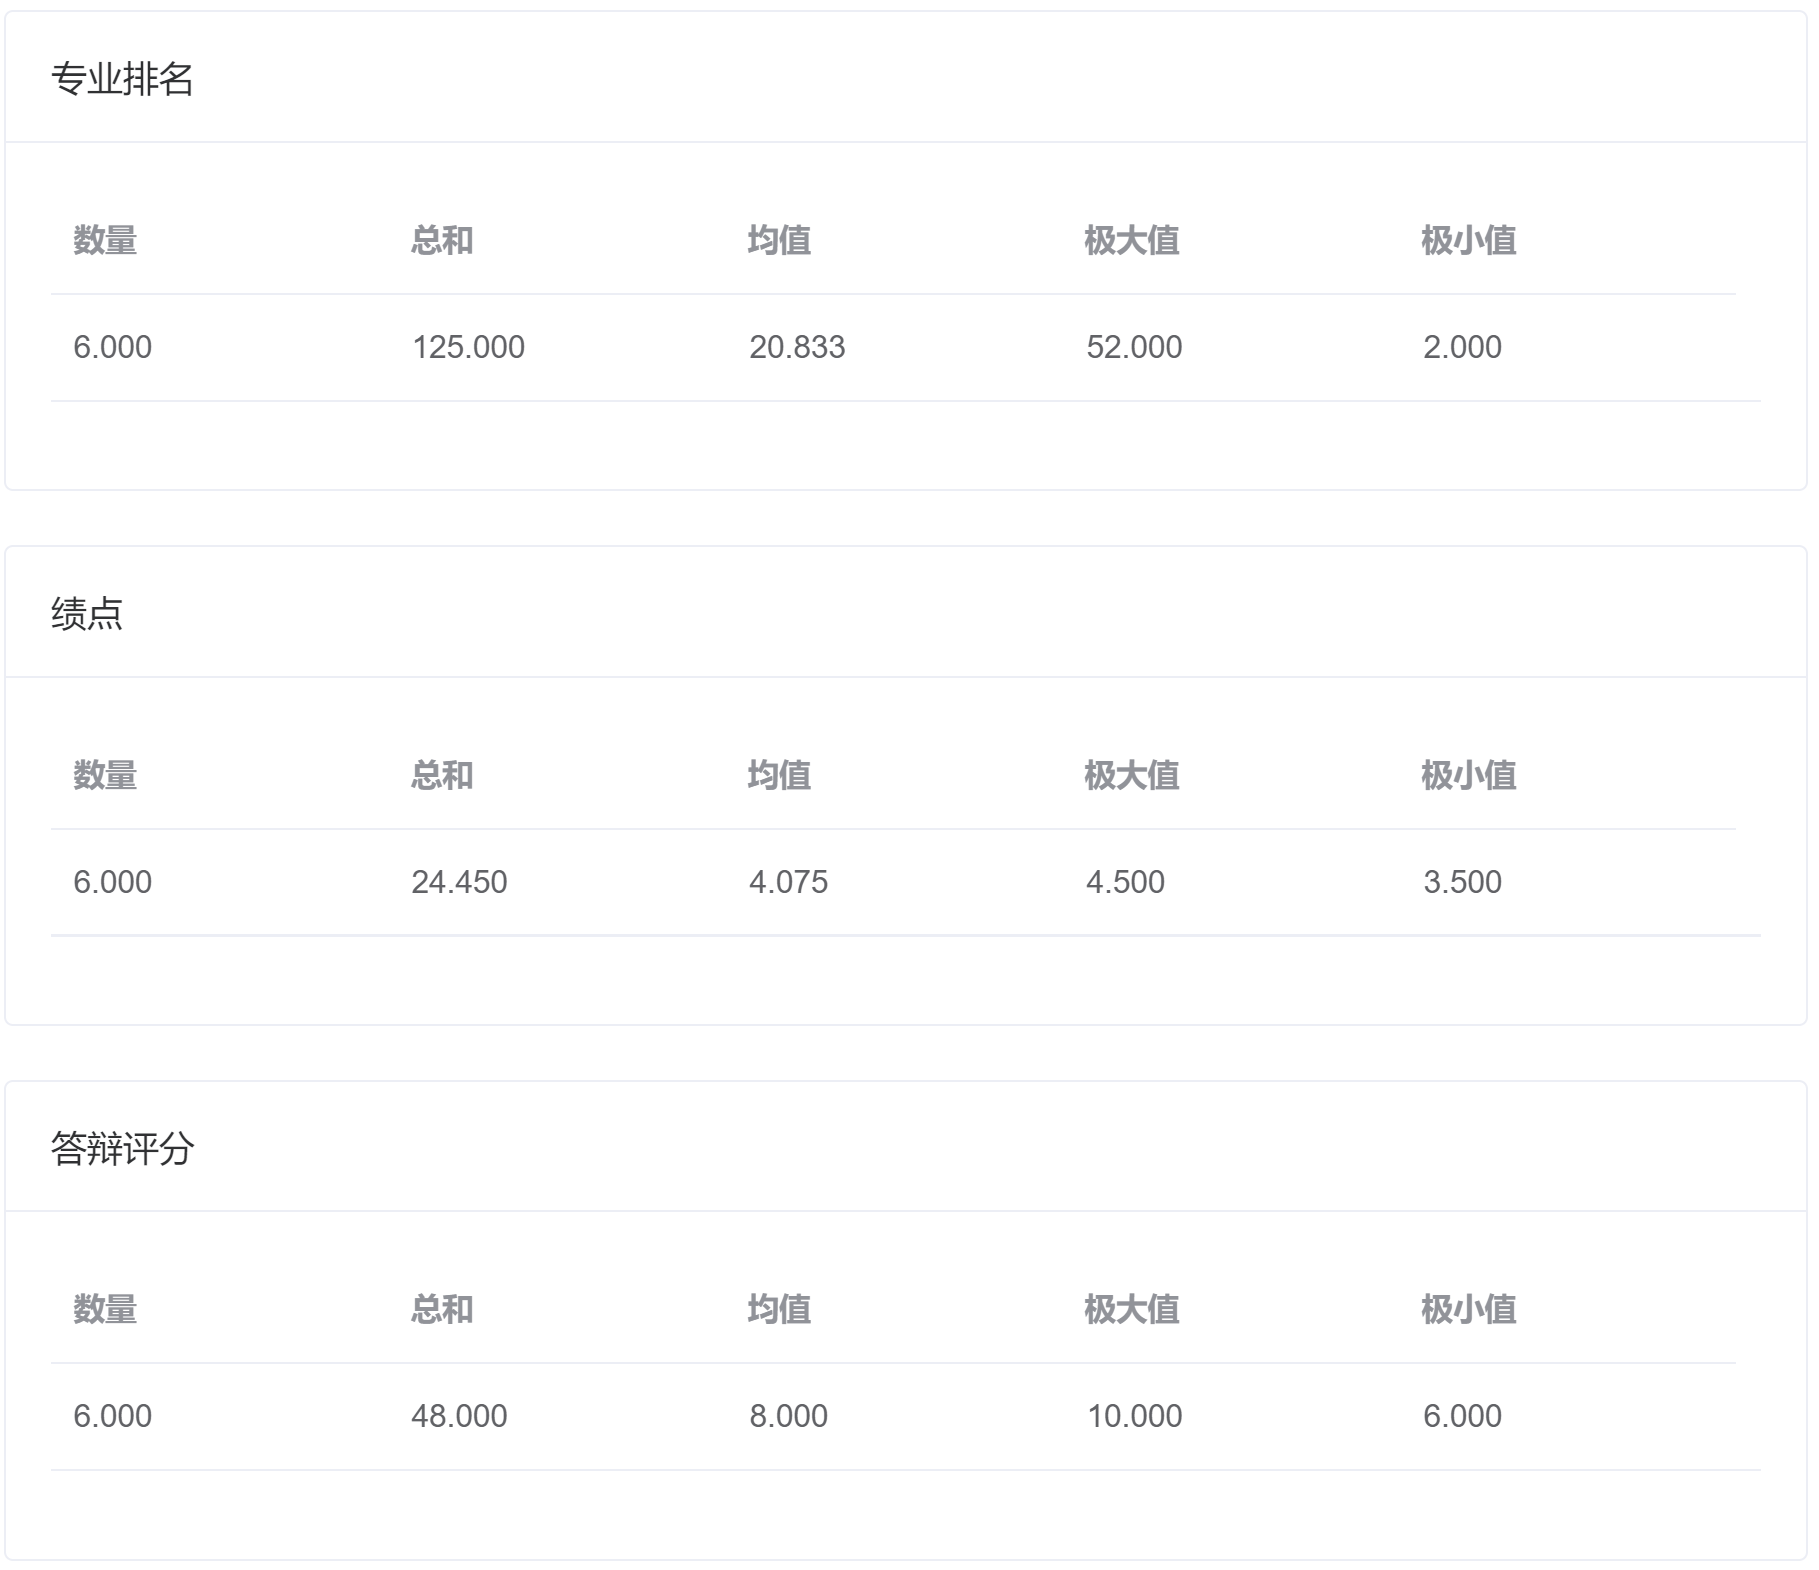 专业排名
数量 总和 均值 极大值 极小值
6.000 125.000 20.833 52.000 2.000
绩点
数量 总和 均值 极大值 极小值
6.000 24.450 4.075 4.500 3.500
答辩评分
数量 总和 均值 极大值 极小值
6.000 48.000 8.000 10.000 6.000